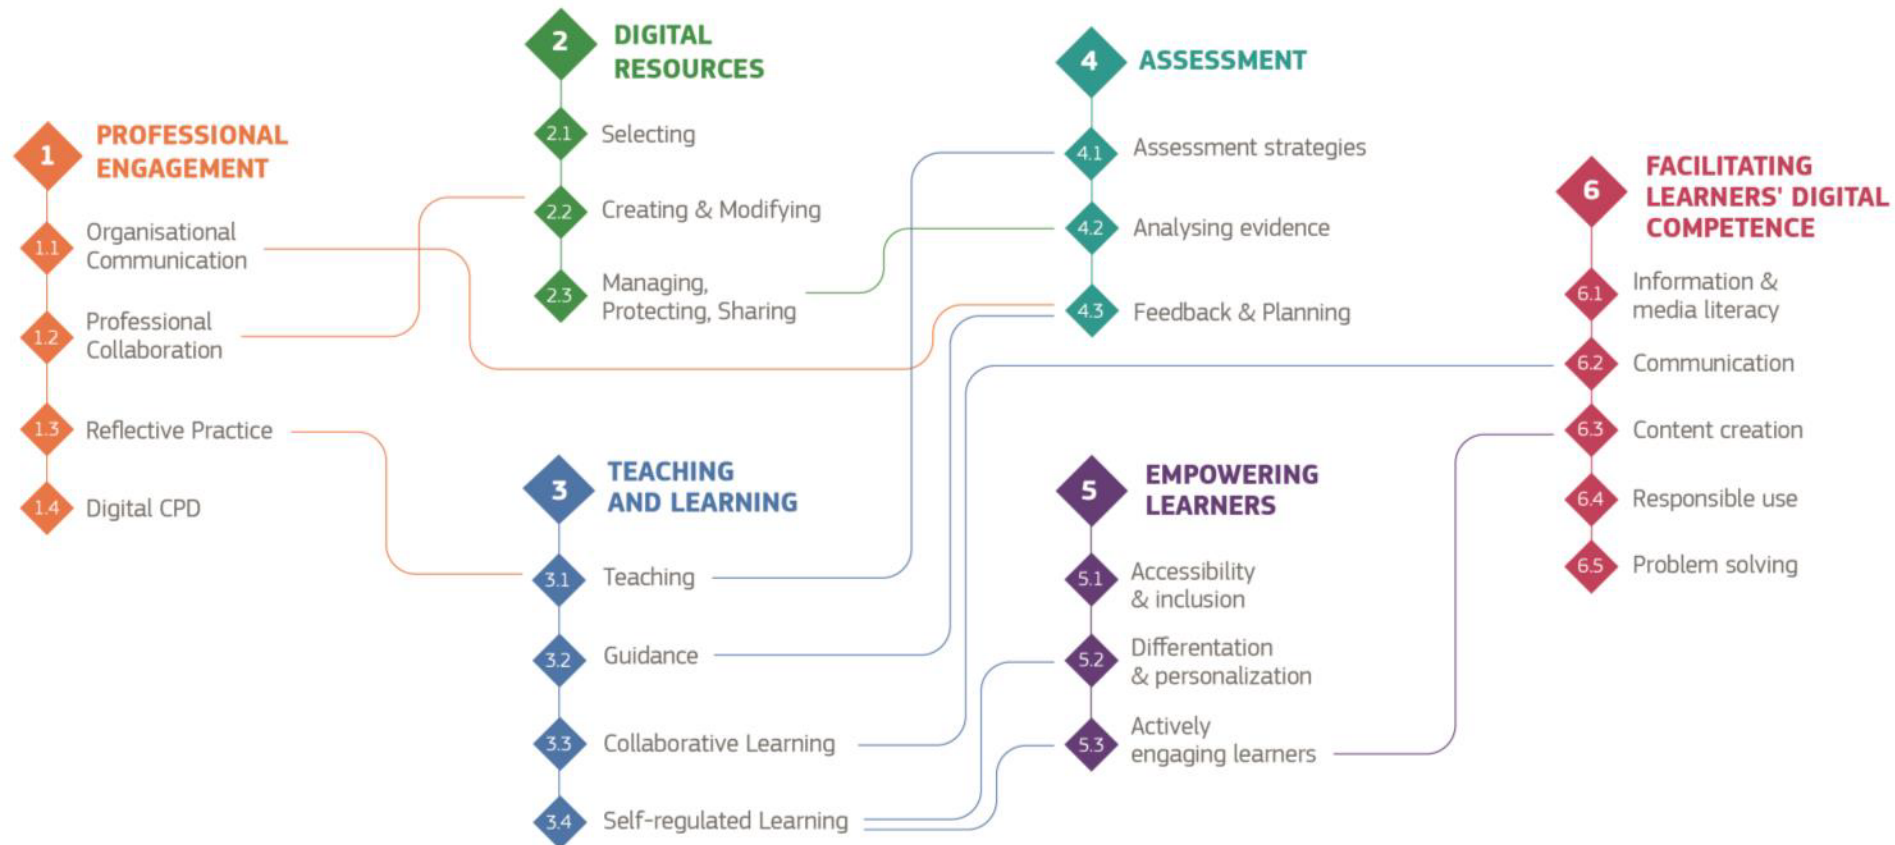 1
PROFESSIONAL
ENGAGEMENT
1.1
Organisational
Communication
1.2
Professional
Collaboration
1.3
Reflective Practice
1.4
Digital CPD
2
DIGITAL
RESOURCES
2.1
Selecting
2.2
Creating & Modifying
2.3
Managing,
Protecting, Sharing
3
TEACHING
AND LEARNING
3.1
Teaching
3.2
Guidance
3.3
Collaborative Learning
3.4
Self-regulated Learning
4
ASSESSMENT
4.1
Assessment strategies
4.2
Analysing evidence
4.3
Feedback & Planning
5
EMPOWERING
LEARNERS
5.1
Accessibility
& inclusion
5.2
Differentation
& personalization
5.3
Actively
engaging learners
6
FACILITATING
LEARNERS' DIGITAL
COMPETENCE
6.1
Information &
media literacy
6.2
Communication
6.3
Content creation
6.4
Responsible use
6.5
Problem solving